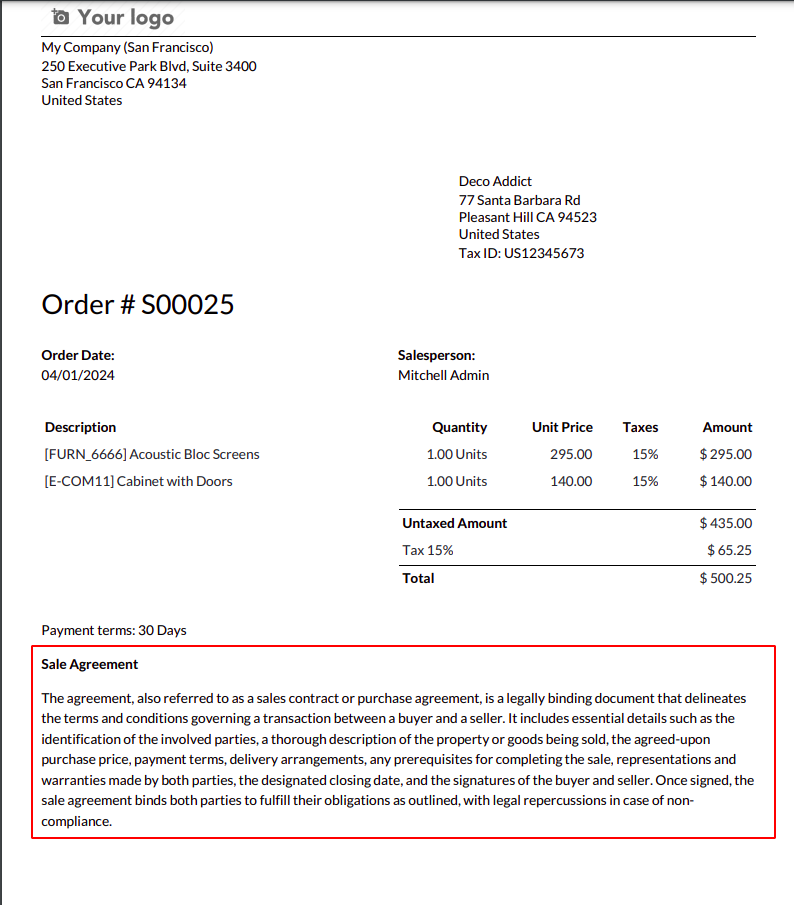 Your logo
My Company (San Francisco)
250 Executive Park Blvd, Suite 3400
San Francisco CA 94134
United States
Deco Addict
77 Santa Barbara Rd
Pleasant Hill CA 94523
United States
Tax ID: US12345673
Order # S00025
Order Date: Salesperson:
04/01/2024 Mitchell Admin
Description Quantity Unit Price Taxes Amount
[FURN_6666] Acoustic Bloc Screens 1.00 Units 295.00 15% $ 295.00
[E-COM11] Cabinet with Doors 1.00 Units 140.00 15% $ 140.00
Untaxed Amount $ 435.00
Tax 15% $ 65.25
Total $ 500.25
Payment terms: 30 Days
Sale Agreement
The agreement, also referred to as a sales contract or purchase agreement, is a legally binding document that delineates
the terms and conditions governing a transaction between a buyer and a seller. It includes essential details such as the
identification of the involved parties, a thorough description of the property or goods being sold, the agreed-upon
purchase price, payment terms, delivery arrangements, any prerequisites for completing the sale, representations and
warranties made by both parties, the designated closing date, and the signatures of the buyer and seller. Once signed, the
sale agreement binds both parties to fulfill their obligations as outlined, with legal repercussions in case of non-
compliance.